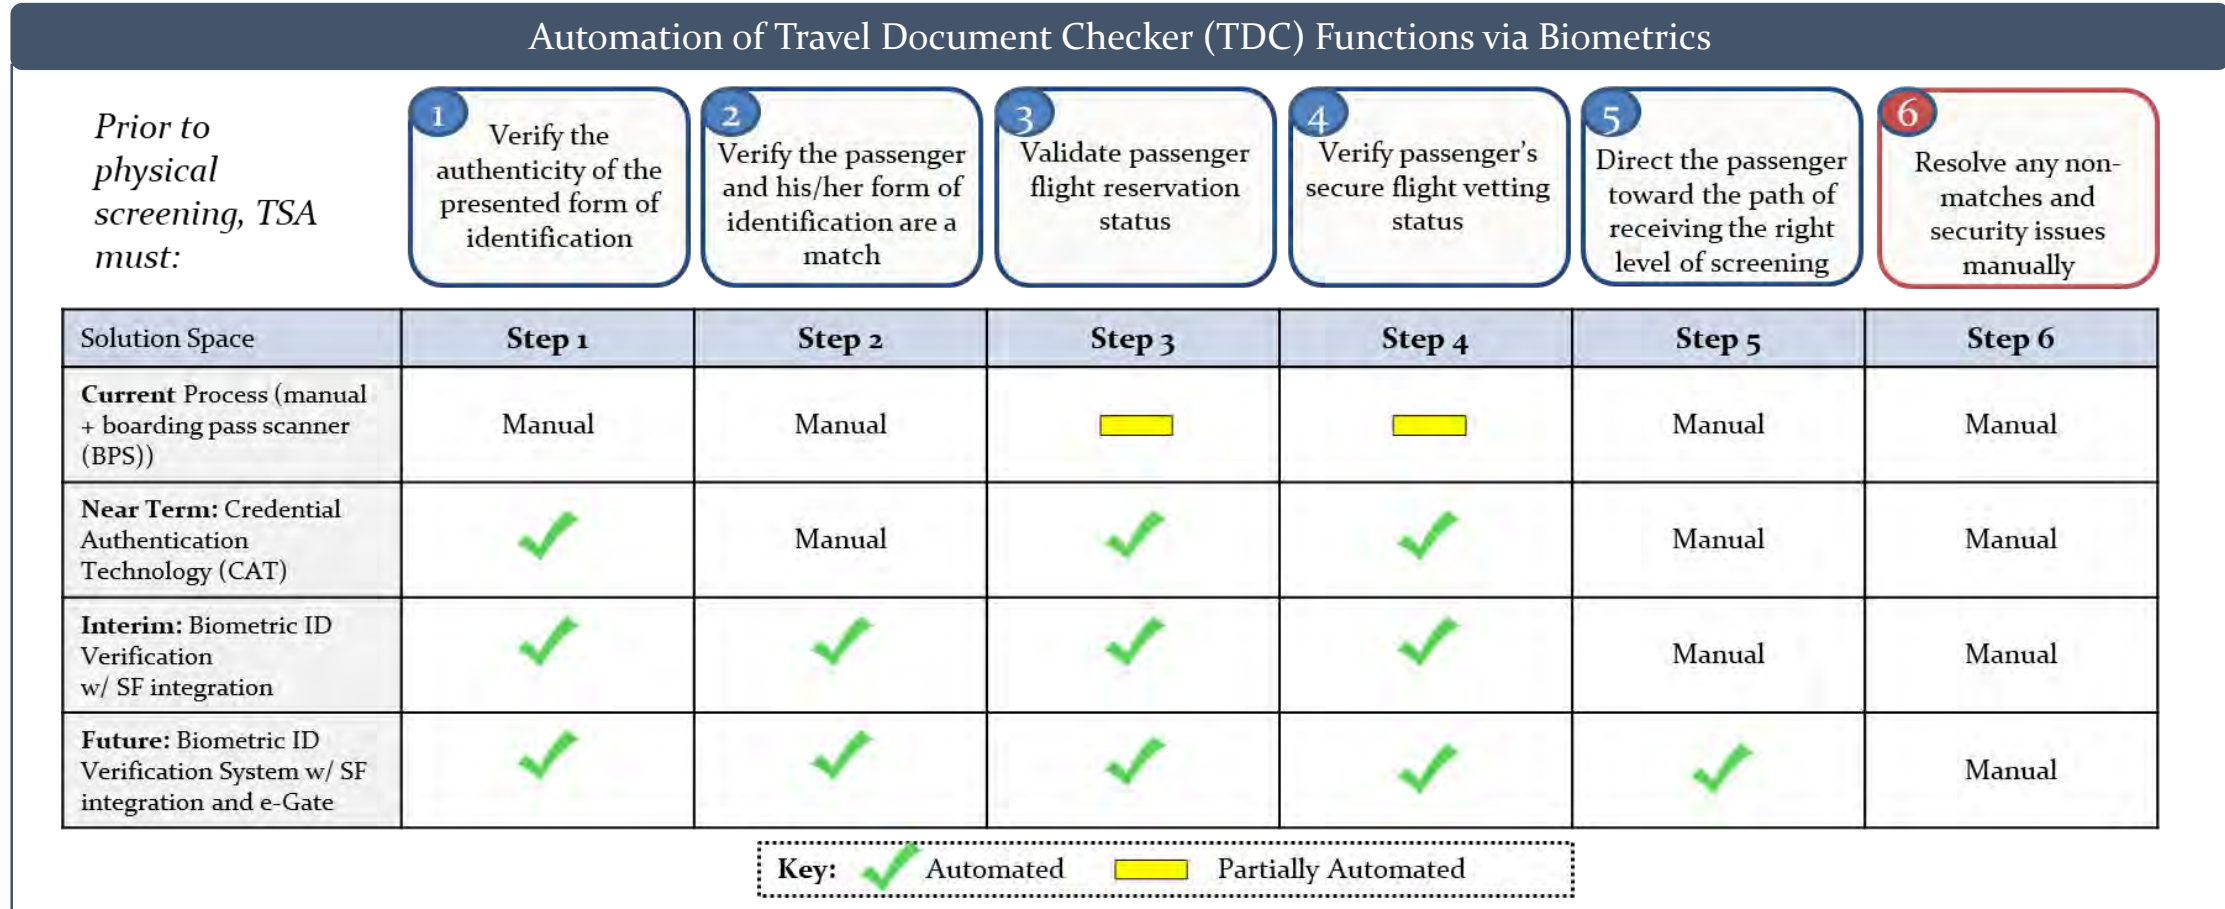 Automation of Travel Document Checker (TDC) Functions via Biometrics
Prior to
physical
screening, TSA
must:
1
Verify the
authenticity of the
presented form of
identification
2
Verify the passenger
and his/her form of
identification are a
match
3
Validate passenger
flight reservation
status
4
Verify passenger's
secure flight vetting
status
5
Direct the passenger
toward the path of
receiving the right
level of screening
6
Resolve any non-
matches and
security issues
manually
Solution Space Step 1 Step 2 Step 3 Step 4 Step 5 Step 6
Current Process (manual
+ boarding pass scanner
(BPS))
Manual Manual Manual Manual
Near Term: Credential
Authentication
Technology (CAT)
Manual Manual Manual
Interim: Biometric ID
Verification
w/ SF integration
Manual Manual
Future: Biometric ID
Verification System w/ SF
integration and e-Gate
Manual
Key: Automated Partially Automated